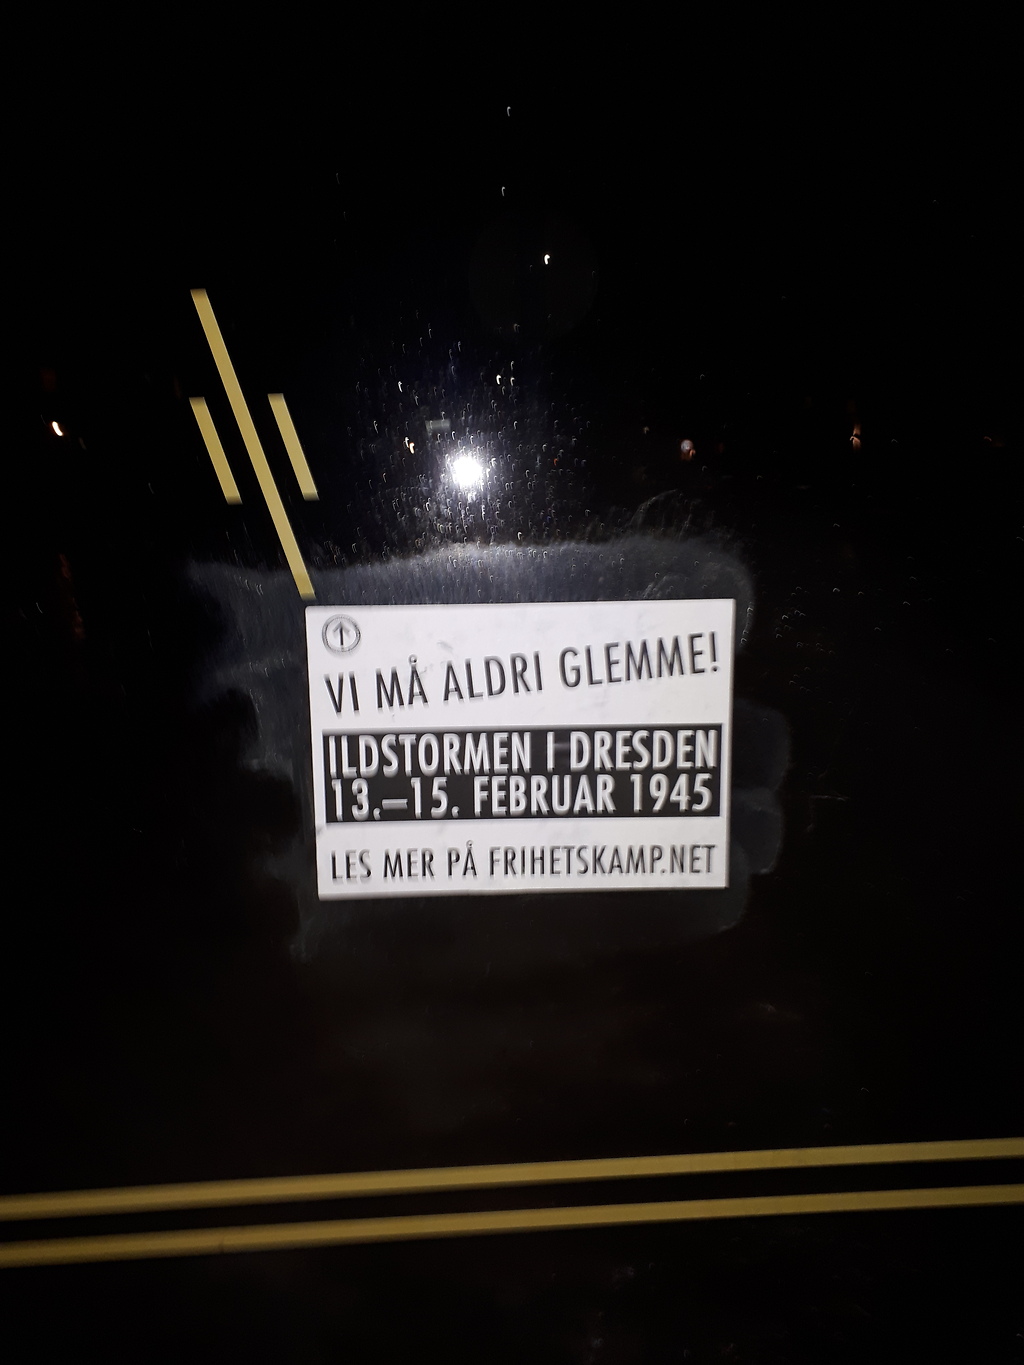 VI MÅ ALDRI GLEMME!
ILDSTORMEN I DRESDEN
13.–15. FEBRUAR 1945
LES MER PÅ FRIHETSKAMP.NET